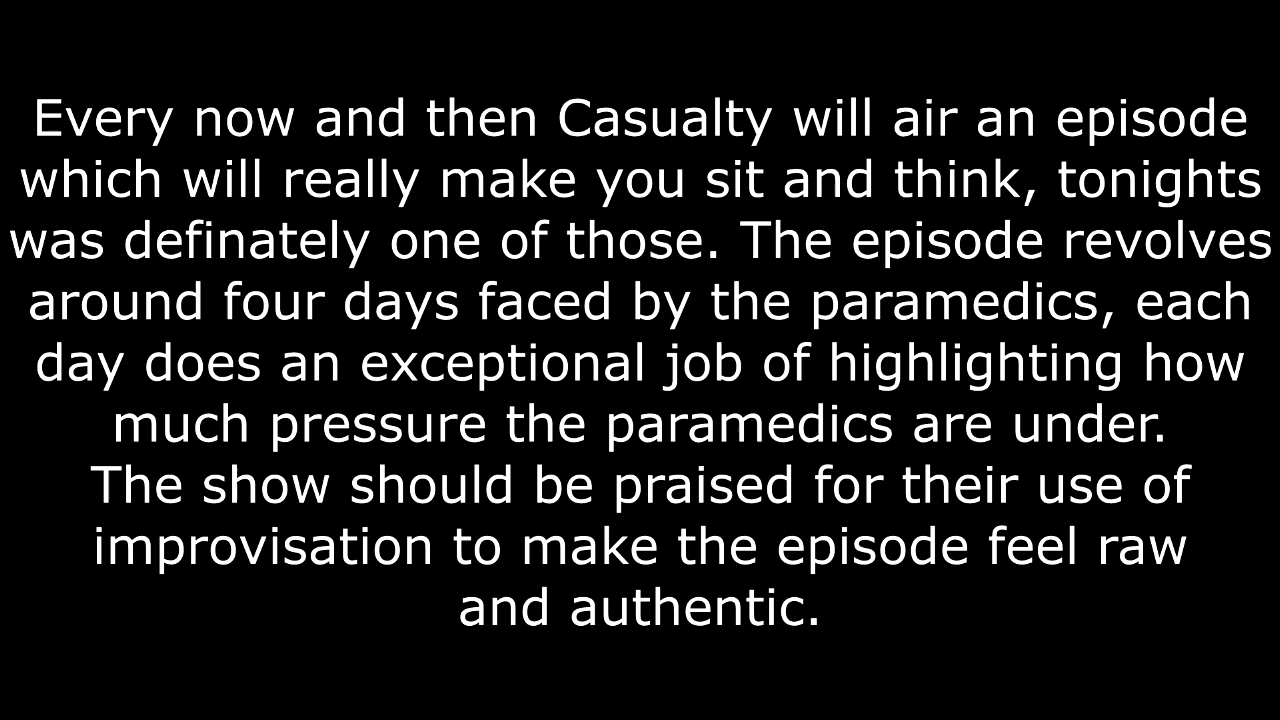 Every now and then Casualty will air an episode
which will really make you sit and think, tonights
was definately one of those. The episode revolves
around four days faced by the paramedics, each
day does an exceptional job of highlighting how
much pressure the paramedics are under.
The show should be praised for their use of
improvisation to make the episode feel raw
and authentic.